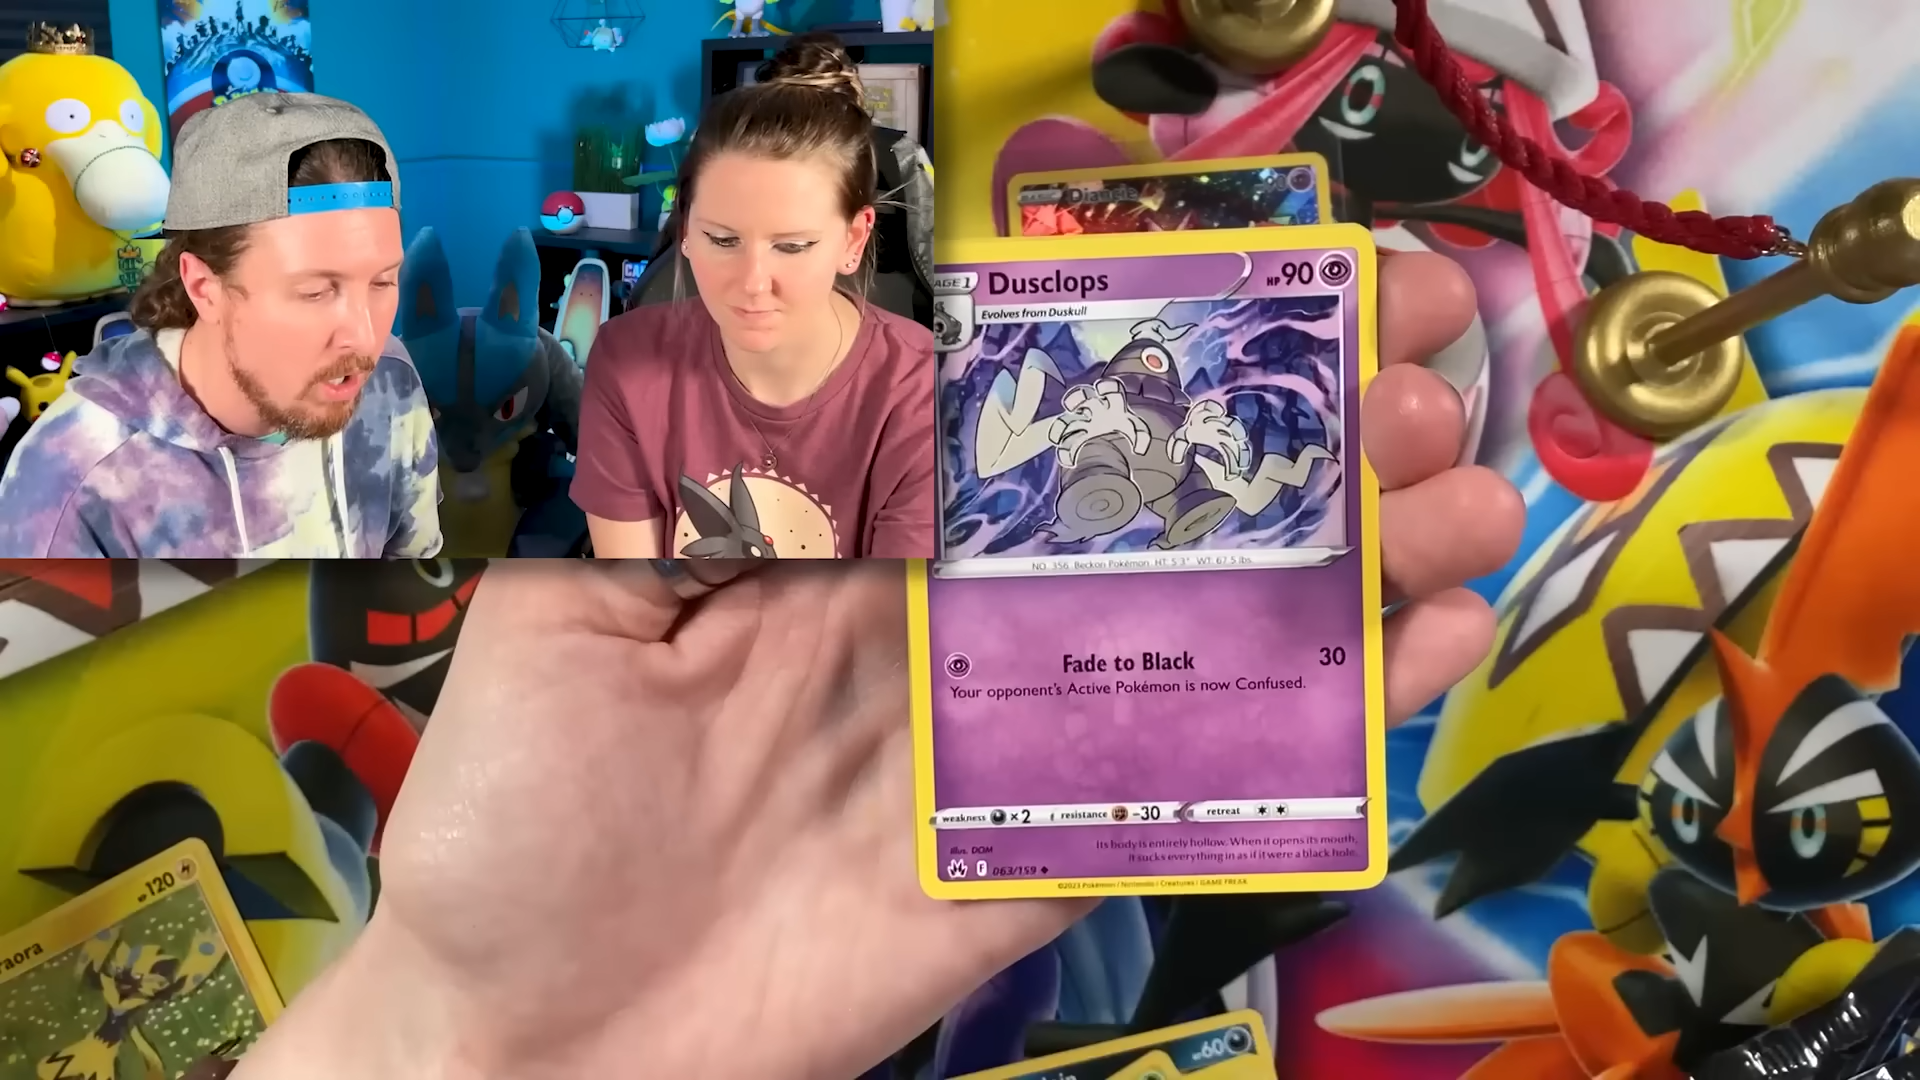 Diancie
AGE 1
Dusclops
HP 90
Evolves from Duskull
NO. 356 Beckon Pokémon HT: 5'3" WT: 67.5 lbs.
Fade to Black 30
Your opponent's Active Pokémon is now Confused.
weakness ×2 resistance -30 retreat
Its body is entirely hollow. When it opens its mouth,
it sucks everything in as if it were a black hole.
Illus. DOM
F 063/159
©2023 Pokémon / Nintendo / Creatures / GAME FREAK
HP 120
raora
HP 60